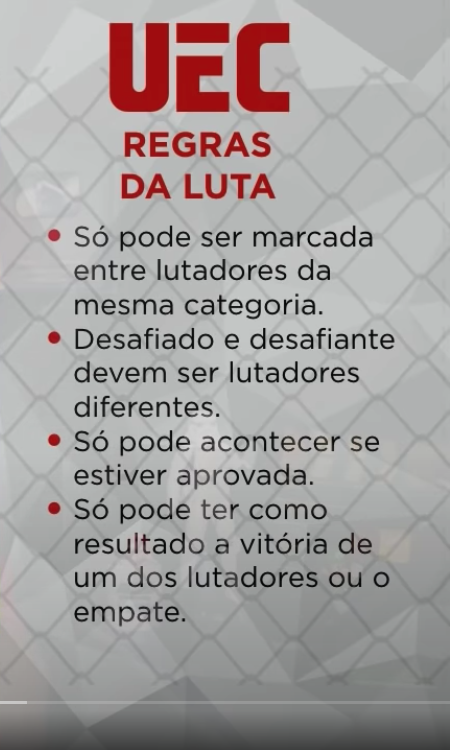 UEC
REGRAS
DA LUTA
• Só pode ser marcada
entre lutadores da
mesma categoria.
• Desafiado e desafiante
devem ser lutadores
diferentes.
• Só pode acontecer se
estiver aprovada.
• Só pode ter como
resultado a vitória de
um dos lutadores ou o
empate.